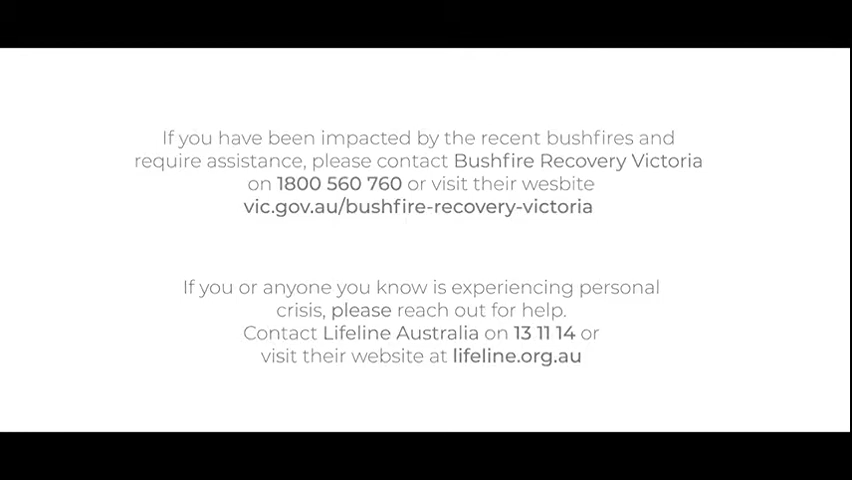 If you have been impacted by the recent bushfires and
require assistance, please contact Bushfire Recovery Victoria
on 1800 560 760 or visit their wesbite
vic.gov.au/bushfire-recovery-victoria
If you or anyone you know is experiencing personal
crisis, please reach out for help.
Contact Lifeline Australia on 13 11 14 or
visit their website at lifeline.org.au